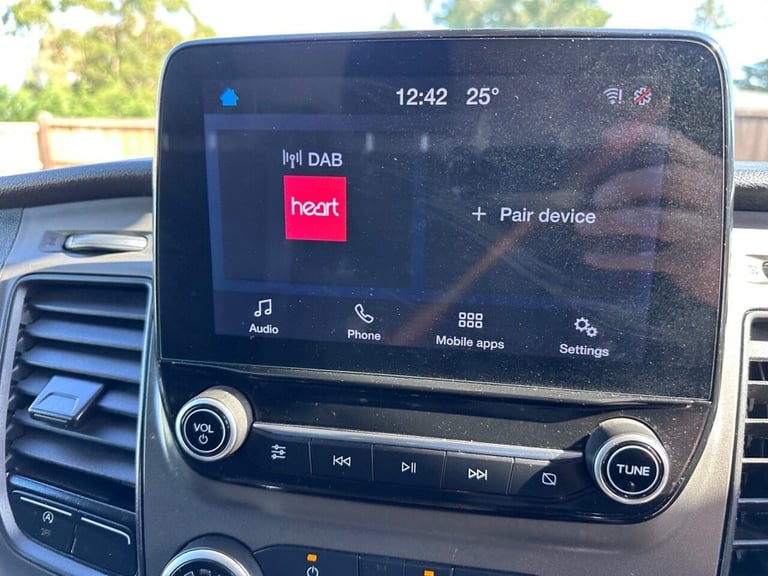 12:42 25°
DAB
heart
+ Pair device
Audio Phone Mobile apps Settings
VOL
TUNE